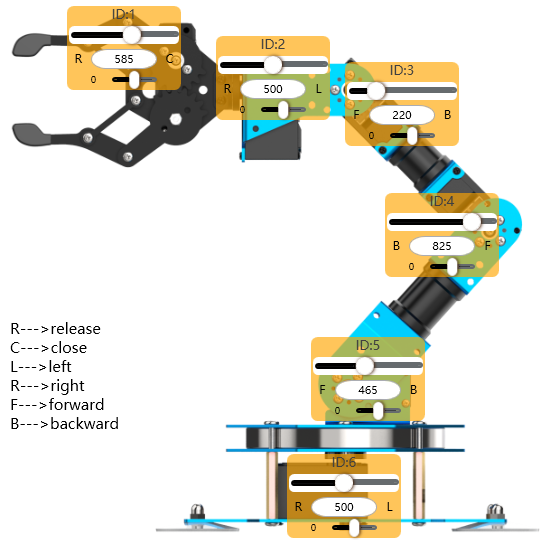 ID:1
R 585 C
0
ID:2
R 500 L
0
ID:3
F 220 B
0
ID:4
B 825 F
0
R--->release
C--->close
L--->left
R--->right
F--->forward
B--->backward
ID:5
F 465 B
0
ID:6
R 500 L
0